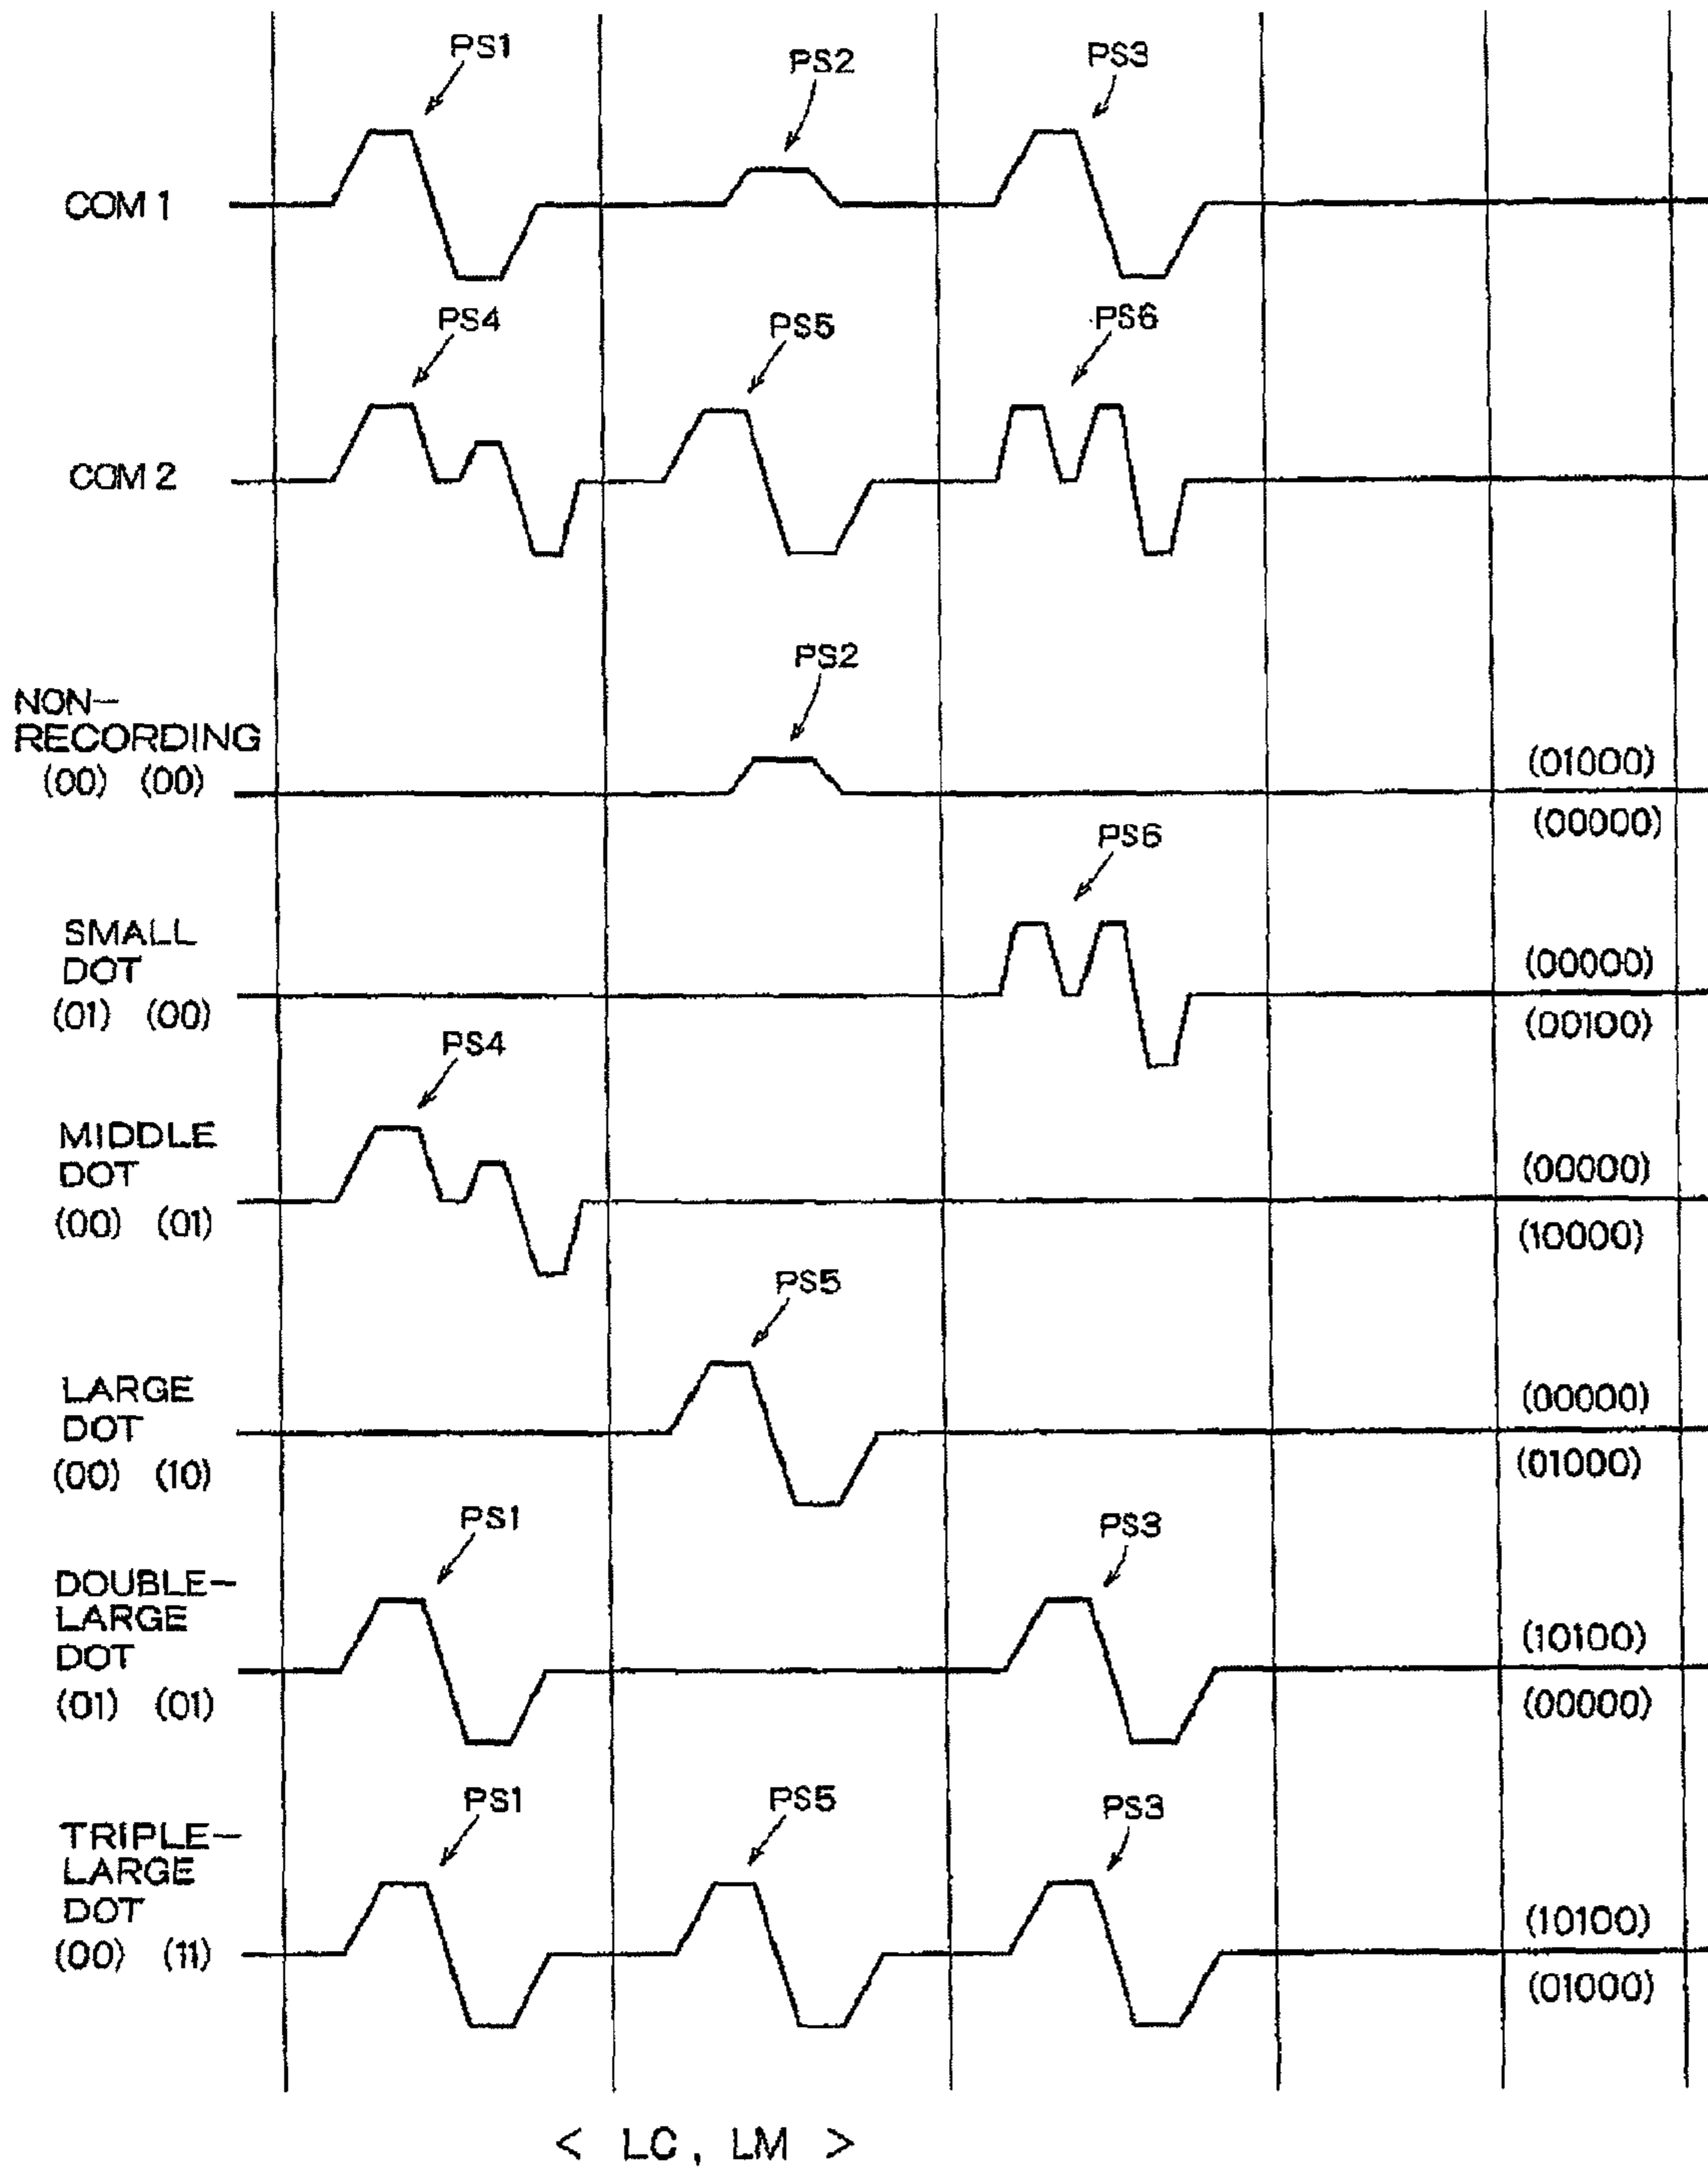 PS1 PS2 PS3
COM 1
PS4 PS5 PS6
COM 2
PS2
NON-
RECORDING
(00) (00) (01000)
(00000)
PS6
SMALL
DOT (00000)
(01) (00) (00100)
PS4
MIDDLE
DOT (00000)
(00) (01) (10000)
PS5
LARGE (00000)
DOT
(00) (10) (01000)
PS1 PS3
DOUBLE-
LARGE
DOT (10100)
(01) (01) (00000)
PS1 PS5 PS3
TRIPLE-
LARGE
DOT (10100)
(00) (11) (01000)
< LC, LM >